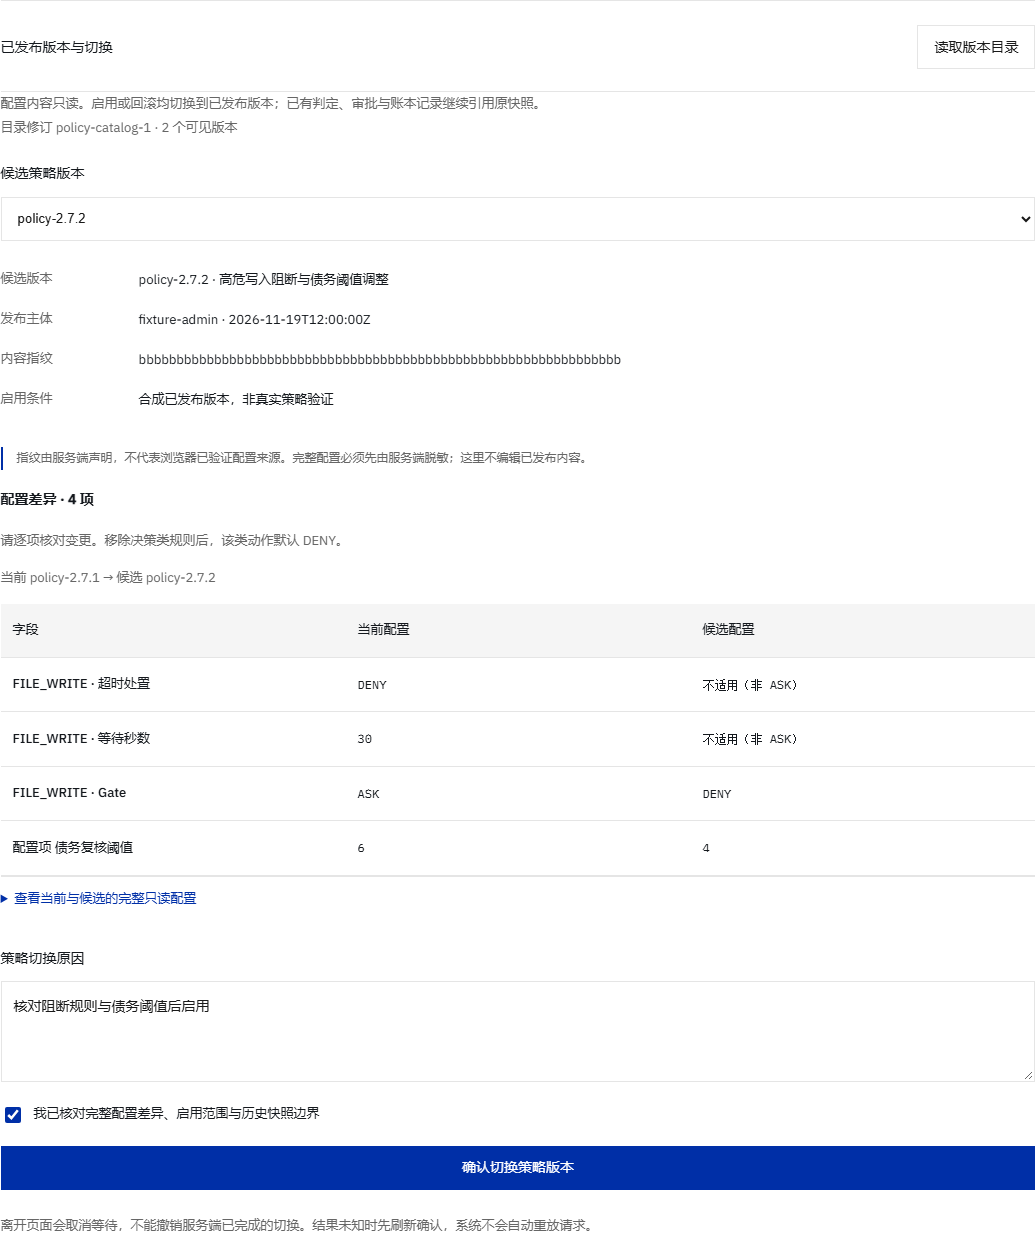 已发布版本与切换
读取版本目录
配置内容只读。启用或回滚均切换到已发布版本；已有判定、审批与账本记录继续引用原快照。
目录修订 policy-catalog-1 · 2 个可见版本
候选策略版本
policy-2.7.2
候选版本 policy-2.7.2 · 高危写入阻断与债务阈值调整
发布主体 fixture-admin · 2026-11-19T12:00:00Z
内容指纹 bbbbbbbbbbbbbbbbbbbbbbbbbbbbbbbbbbbbbbbbbbbbbbbbbbbbbbbbbbbbbbbb
启用条件 合成已发布版本，非真实策略验证
指纹由服务端声明，不代表浏览器已验证配置来源。完整配置必须先由服务端脱敏；这里不编辑已发布内容。
配置差异 · 4 项
请逐项核对变更。移除决策类规则后，该类动作默认 DENY。
当前 policy-2.7.1 → 候选 policy-2.7.2
字段 当前配置 候选配置
FILE_WRITE · 超时处置 DENY 不适用（非 ASK）
FILE_WRITE · 等待秒数 30 不适用（非 ASK）
FILE_WRITE · Gate ASK DENY
配置项 债务复核阈值 6 4
▶ 查看当前与候选的完整只读配置
策略切换原因
核对阻断规则与债务阈值后启用
我已核对完整配置差异、启用范围与历史快照边界
确认切换策略版本
离开页面会取消等待，不能撤销服务端已完成的切换。结果未知时先刷新确认，系统不会自动重放请求。